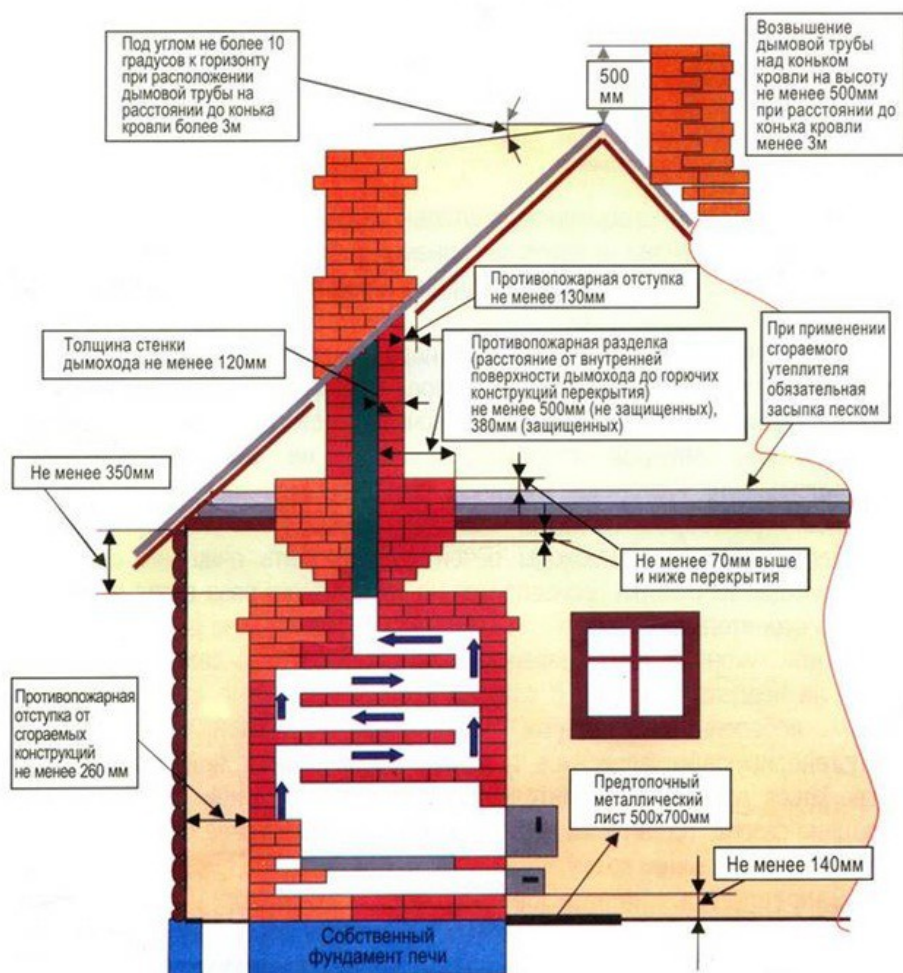 Под углом не более 10
градусов к горизонту
при расположении
дымовой трубы на
расстоянии до конька
кровли более 3м
500
мм
Возвышение
дымовой трубы
над коньком
кровли на высоту
не менее 500мм
при расстоянии до
конька кровли
менее 3м
Противопожарная отступка
не менее 130мм
Толщина стенки
дымохода не менее 120мм
Противопожарная разделка
(расстояние от внутренней
поверхности дымохода до горючих
конструкций перекрытия)
не менее 500мм (не защищенных),
380мм (защищенных)
При применении
сгораемого
утеплителя
обязательная
засыпка песком
Не менее 350мм
Не менее 70мм выше
и ниже перекрытия
Противопожарная
отступка от
сгораемых
конструкций
не менее 260 мм
Предтопочный
металлический
лист 500х700мм
Не менее 140мм
Собственный
фундамент печи